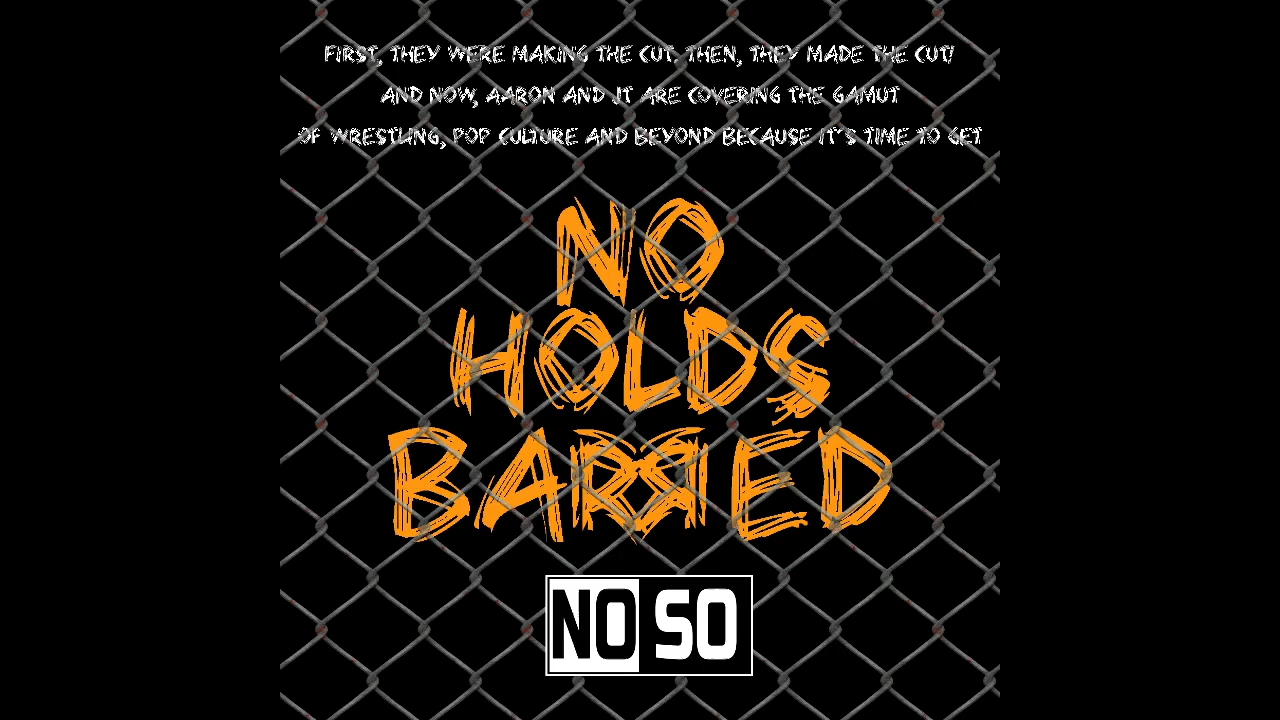 FIRST, THEY WERE MAKING THE CUT. THEN, THEY MADE THE CUT!
AND NOW, AARON AND JT ARE COVERING THE GAMUT
OF WRESTLING, POP CULTURE AND BEYOND BECAUSE IT'S TIME TO GET
NO
HOLDS
BARRED
NO SO